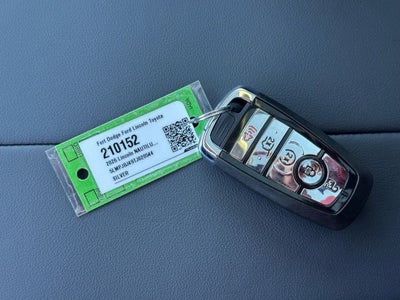 Fort Dodge Ford Lincoln Toyota
210152
2020 Lincoln NAUTILU...
SILVER